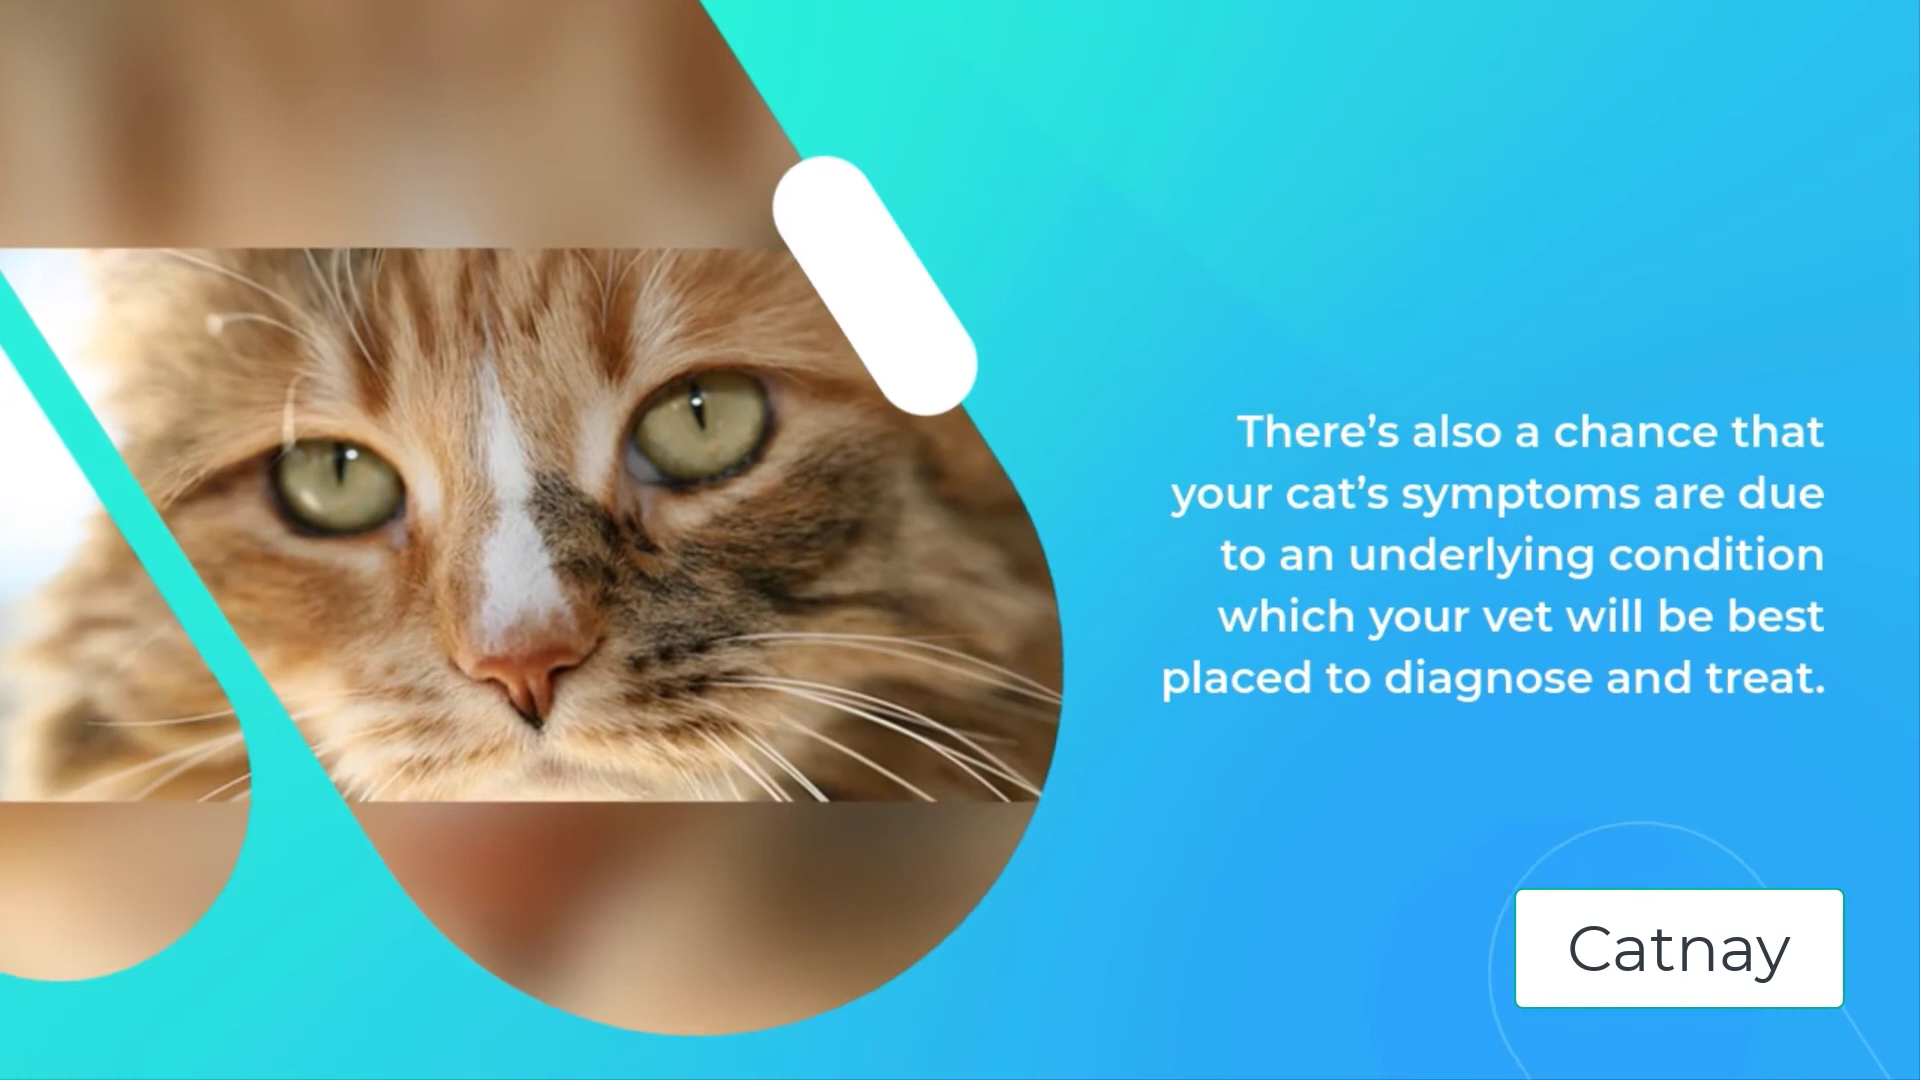 There’s also a chance that
your cat’s symptoms are due
to an underlying condition
which your vet will be best
placed to diagnose and treat.
Catnay